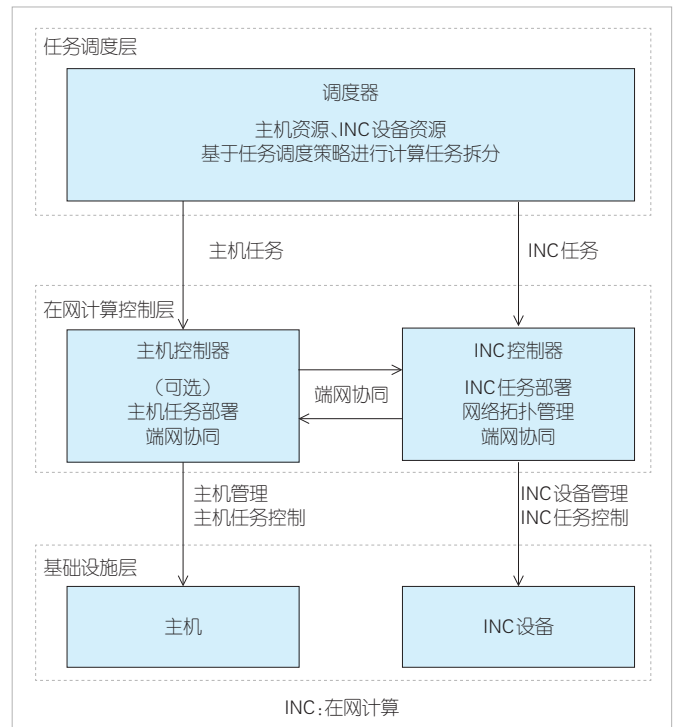 任务调度层
调度器
主机资源、INC设备资源
基于任务调度策略进行计算任务拆分
主机任务
INC任务
在网计算控制层
主机控制器
（可选）
主机任务部署
端网协同
端网协同
INC控制器
INC任务部署
网络拓扑管理
端网协同
主机管理
主机任务控制
INC设备管理
INC任务控制
基础设施层
主机
INC设备
INC：在网计算